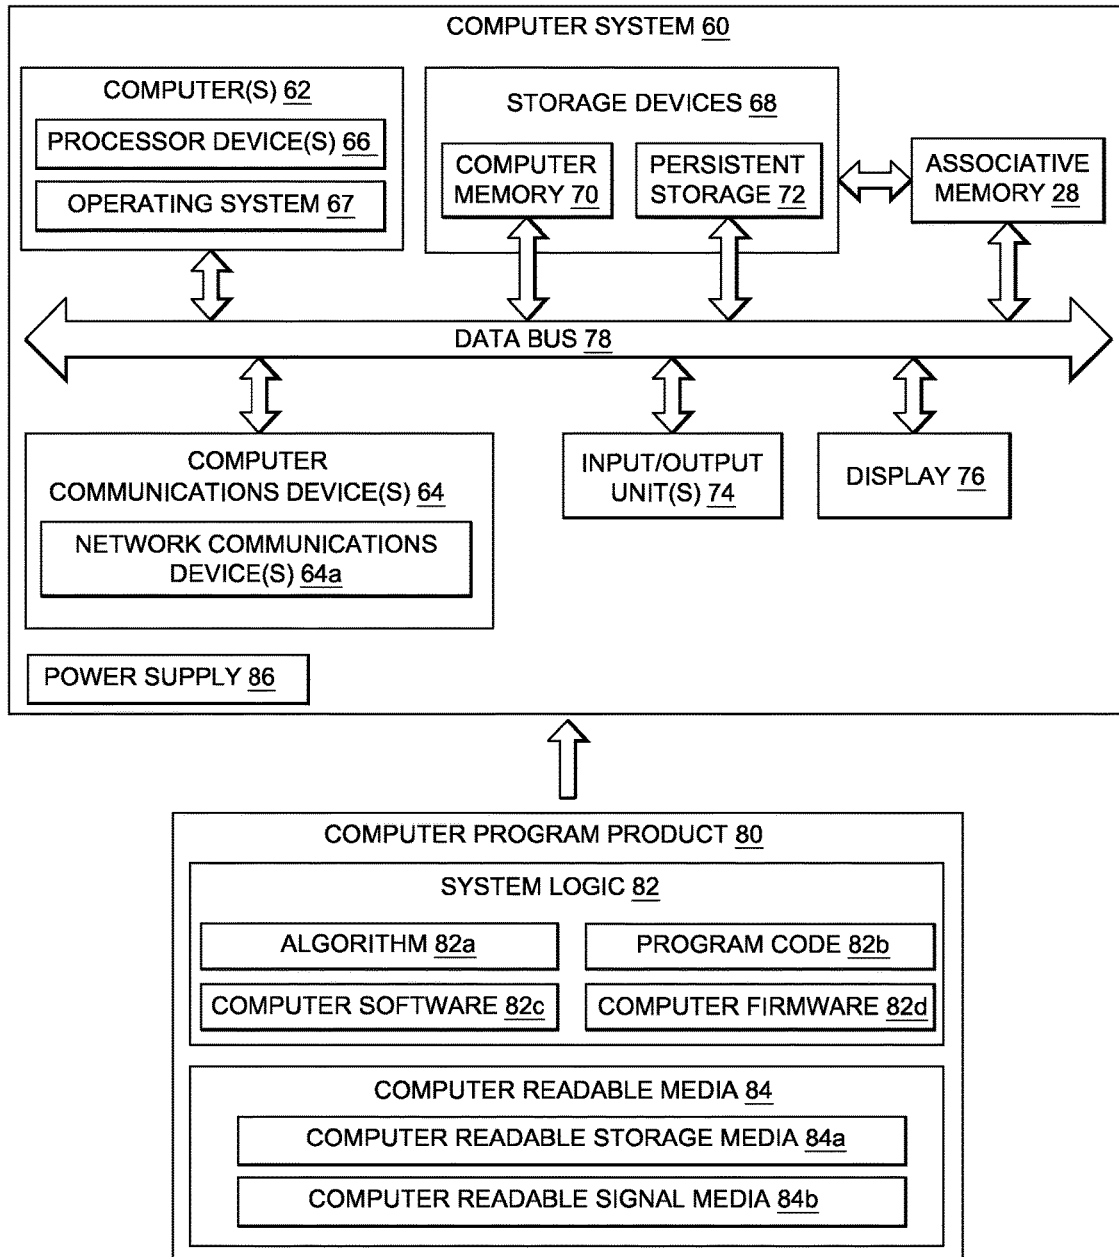 COMPUTER SYSTEM 60
COMPUTER(S) 62
PROCESSOR DEVICE(S) 66
OPERATING SYSTEM 67
STORAGE DEVICES 68
COMPUTER
MEMORY 70
PERSISTENT
STORAGE 72
ASSOCIATIVE
MEMORY 28
DATA BUS 78
COMPUTER
COMMUNICATIONS DEVICE(S) 64
NETWORK COMMUNICATIONS
DEVICE(S) 64a
INPUT/OUTPUT
UNIT(S) 74
DISPLAY 76
POWER SUPPLY 86
COMPUTER PROGRAM PRODUCT 80
SYSTEM LOGIC 82
ALGORITHM 82a
PROGRAM CODE 82b
COMPUTER SOFTWARE 82c
COMPUTER FIRMWARE 82d
COMPUTER READABLE MEDIA 84
COMPUTER READABLE STORAGE MEDIA 84a
COMPUTER READABLE SIGNAL MEDIA 84b